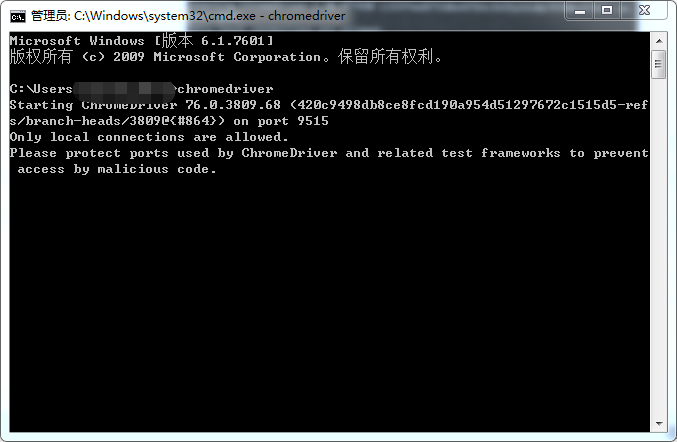 管理员: C:\Windows\system32\cmd.exe - chromedriver
Microsoft Windows [版本 6.1.7601]
版权所有 (c) 2009 Microsoft Corporation。保留所有权利。
C:\Users chromedriver
Starting ChromeDriver 76.0.3809.68 (420c9498db8ce8fcd190a954d51297672c1515d5-ref
s/branch-heads/3809@{#864}) on port 9515
Only local connections are allowed.
Please protect ports used by ChromeDriver and related test frameworks to prevent
access by malicious code.